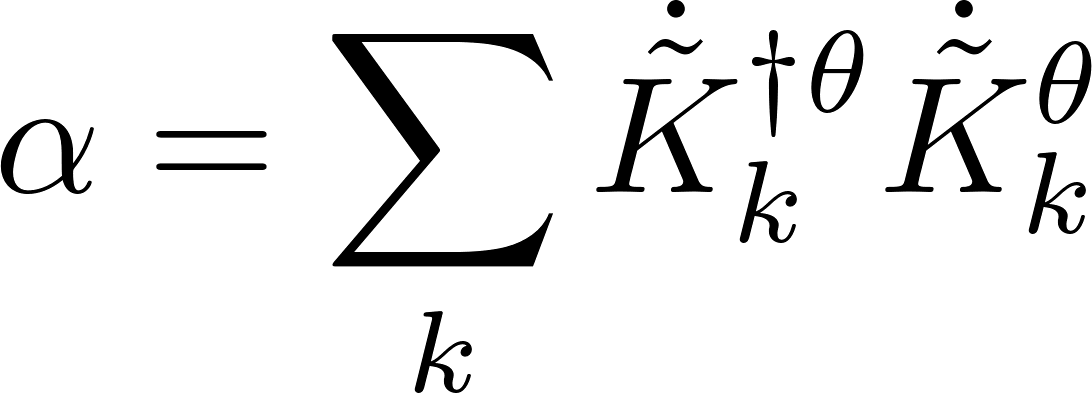 α = ∑_k \dot{\tilde{K}}_k^{†θ} \dot{\tilde{K}}_k^θ